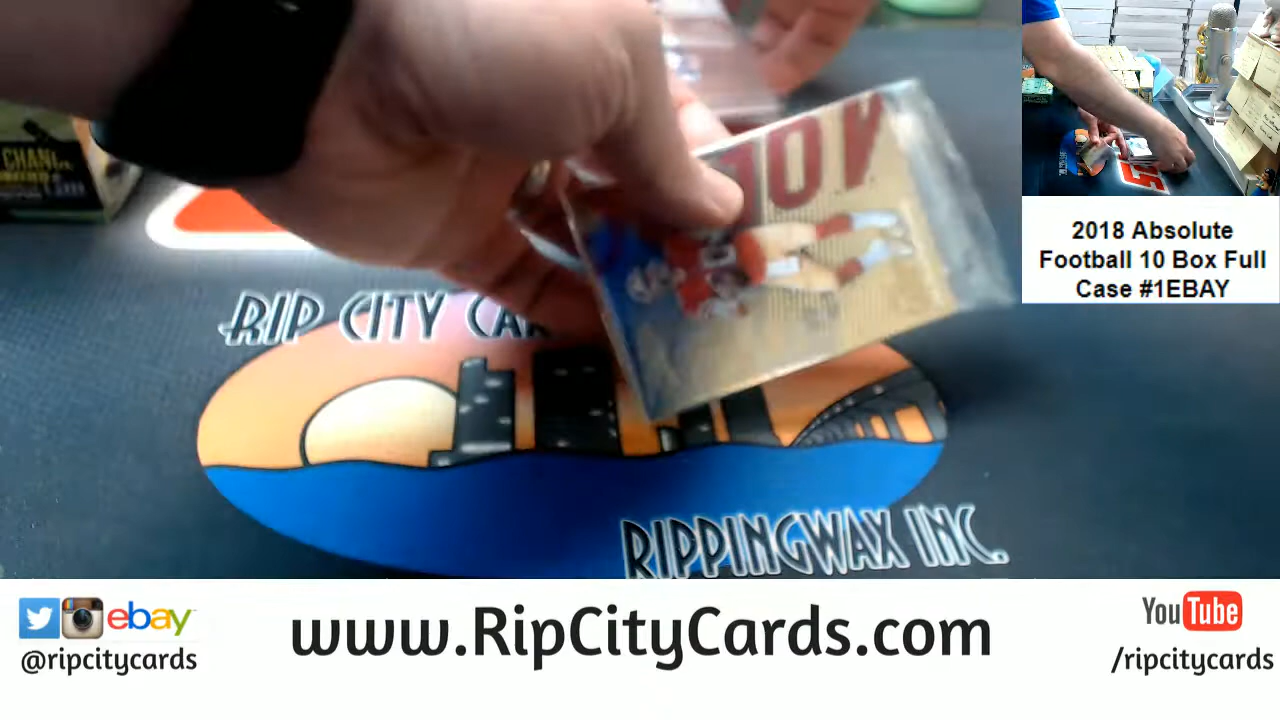 CHAN
RIP CITY CA
RIPPINGWAX INC.
2018 Absolute
Football 10 Box Full
Case #1EBAY
ebay
@ripcitycards
www.RipCityCards.com
YouTube
/ripcitycards